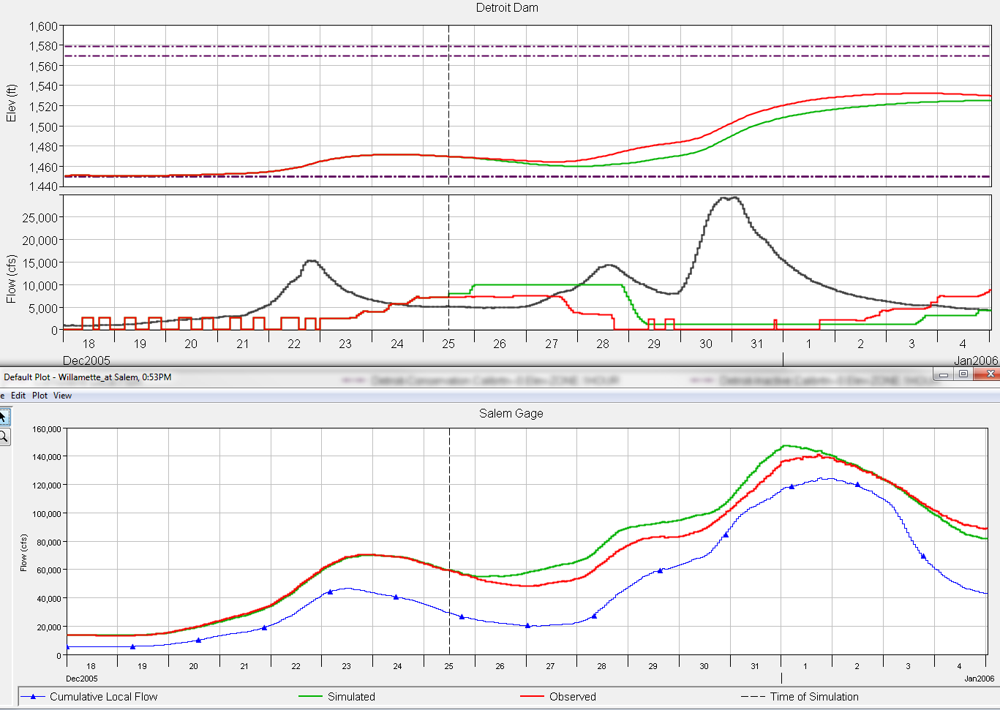 Detroit Dam
1,600
1,580
1,560
1,540
1,520
1,500
1,480
1,460
1,440
Elev (ft)
25,000
20,000
15,000
10,000
5,000
0
Flow (cfs)
18 19 20 21 22 23 24 25 26 27 28 29 30 31 1 2 3 4
Dec2005 Jan2006
Default Plot - Willamette_at Salem, 0:53PM
e Edit Plot View
Salem Gage
160,000
140,000
120,000
100,000
80,000
60,000
40,000
20,000
0
Flow (cfs)
18 19 20 21 22 23 24 25 26 27 28 29 30 31 1 2 3 4
Dec2005 Jan2006
Cumulative Local Flow Simulated Observed Time of Simulation